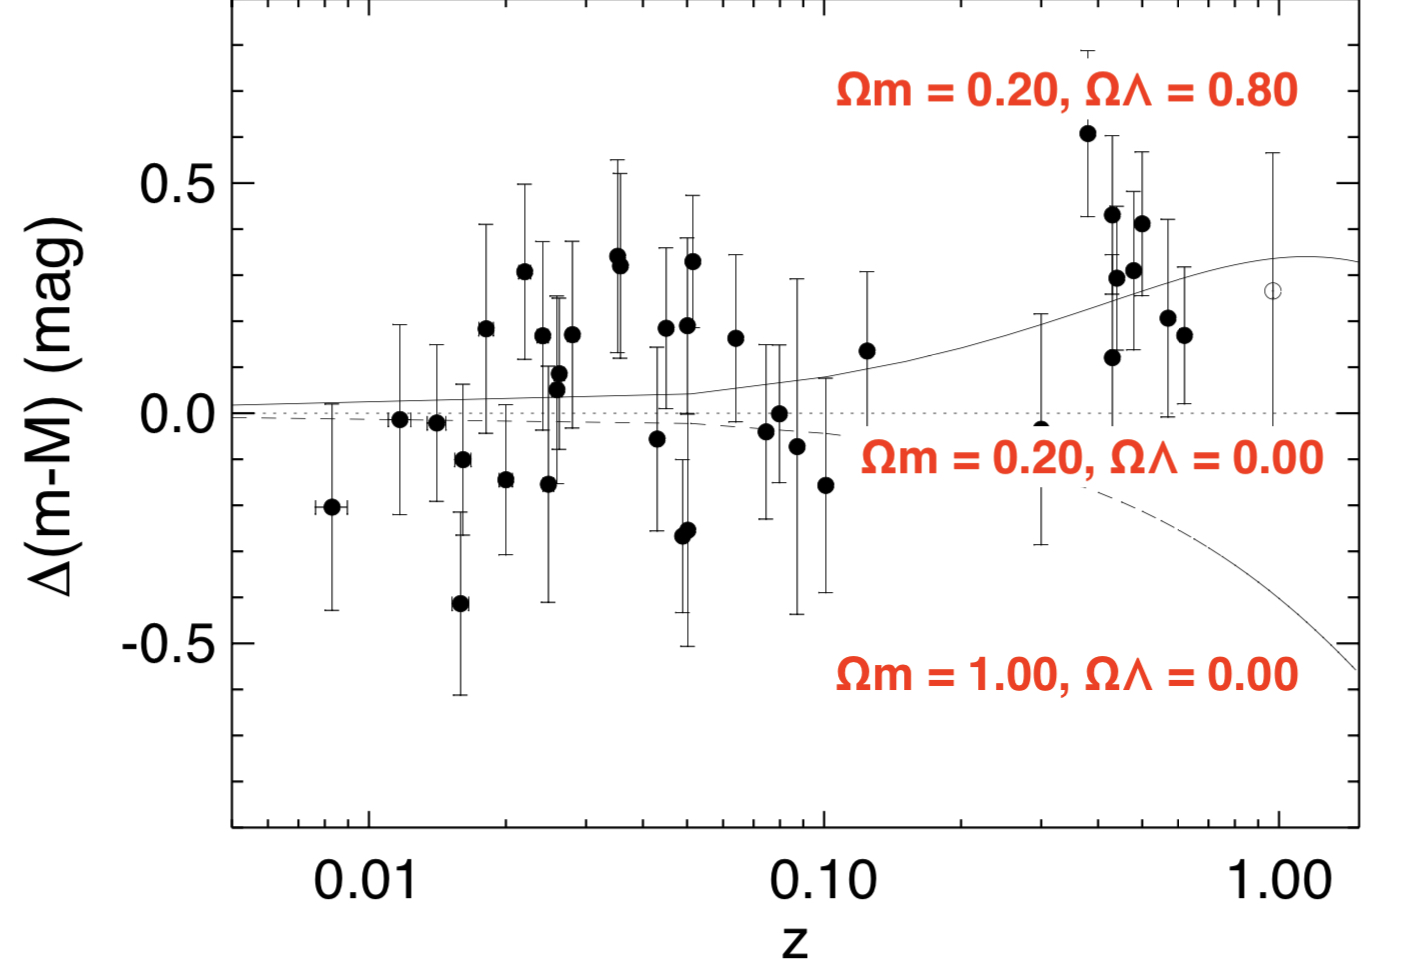 Ωm = 0.20, ΩΛ = 0.80
0.5
0.0
Ωm = 0.20, ΩΛ = 0.00
-0.5
Ωm = 1.00, ΩΛ = 0.00
Δ(m-M) (mag)
0.01 0.10 1.00
z